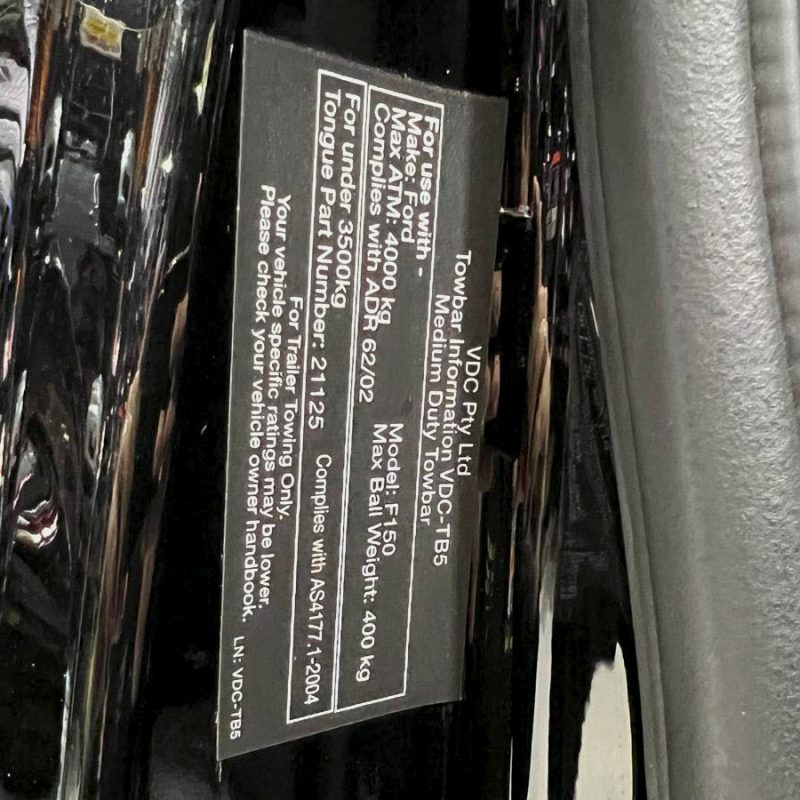 VDC Pty Ltd
Towbar Information VDC-TB5
Medium Duty Towbar
For use with -
Make: Ford Model: F150
Max ATM: 4000 kg Max Ball Weight: 400 kg
Complies with ADR 62/02
For under 3500kg
Tongue Part Number: 21125 Complies with AS4177.1-2004
For Trailer Towing Only.
Your vehicle specific ratings may be lower.
Please check your vehicle owner handbook. LN: VDC-TB5